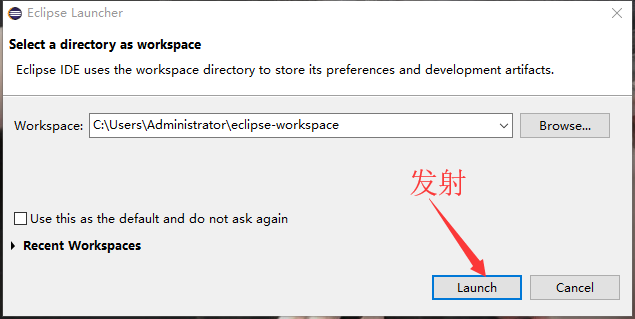 Eclipse Launcher
Select a directory as workspace
Eclipse IDE uses the workspace directory to store its preferences and development artifacts.
Workspace: C:\Users\Administrator\eclipse-workspace Browse...
发射
Use this as the default and do not ask again
Recent Workspaces
Launch Cancel